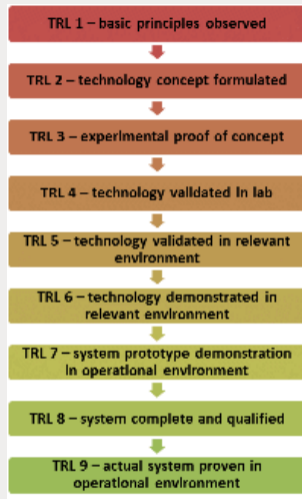 TRL 1 – basic principles observed
TRL 2 – technology concept formulated
TRL 3 – experimental proof of concept
TRL 4 – technology validated in lab
TRL 5 – technology validated in relevant
environment
TRL 6 – technology demonstrated in
relevant environment
TRL 7 – system prototype demonstration
in operational environment
TRL 8 – system complete and qualified
TRL 9 – actual system proven in
operational environment